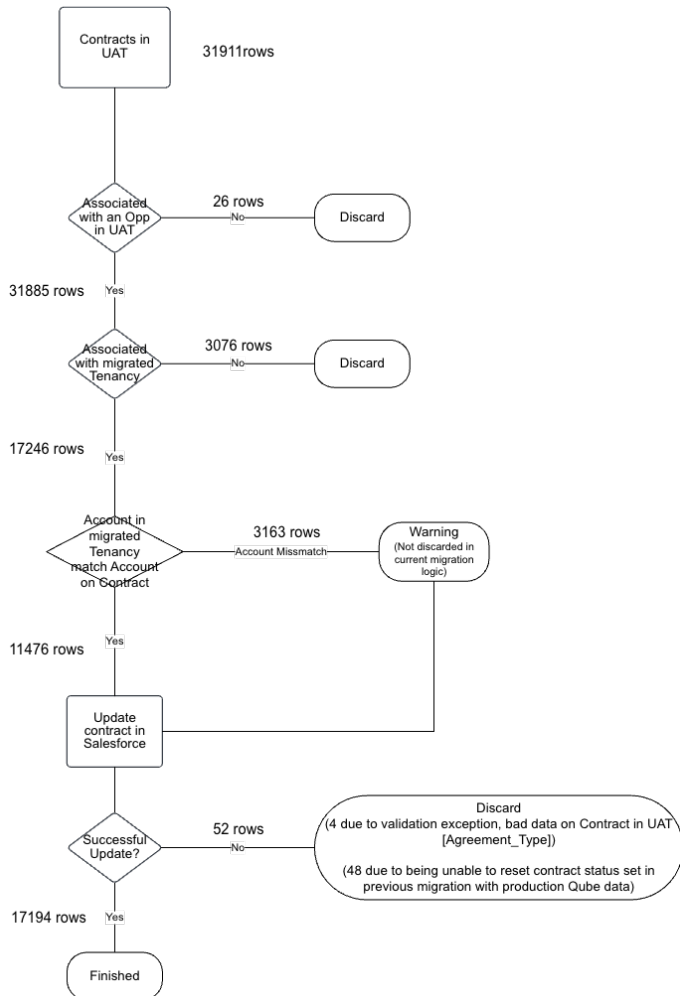 Contracts in
UAT
31911rows
Associated
with an Opp
in UAT
26 rows
No
Discard
31885 rows
Yes
Associated
with migrated
Tenancy
3076 rows
No
Discard
17246 rows
Yes
Account in
migrated
Tenancy
match Account
on Contract
3163 rows
Account Missmatch
Warning
(Not discarded in
current migration
logic)
11476 rows
Yes
Update
contract in
Salesforce
Successful
Update?
52 rows
No
Discard
(4 due to validation exception, bad data on Contract in UAT
[Agreement_Type])
(48 due to being unable to reset contract status set in
previous migration with production Qube data)
17194 rows
Yes
Finished